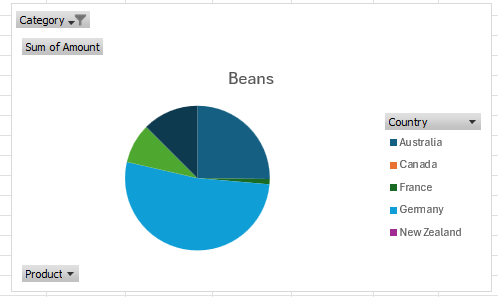 Category
Sum of Amount
Beans
Country
Australia
Canada
France
Germany
New Zealand
Product